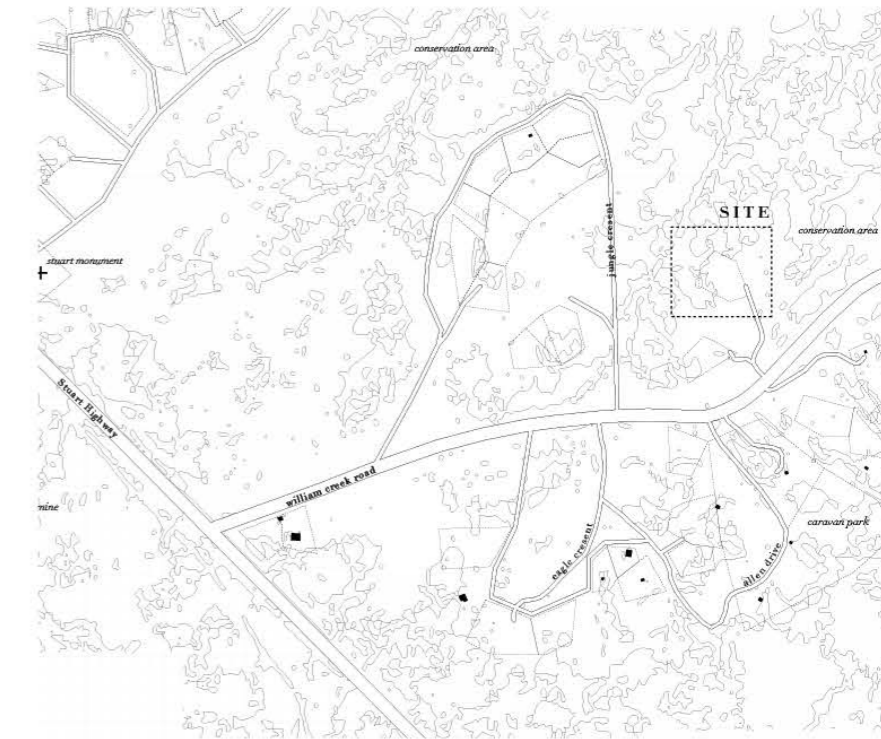 conservation area
SITE
jungle cresent
conservation area
stuart monument
Stuart Highway
william creek road
mine
eagle cresent
caravan park
allen drive